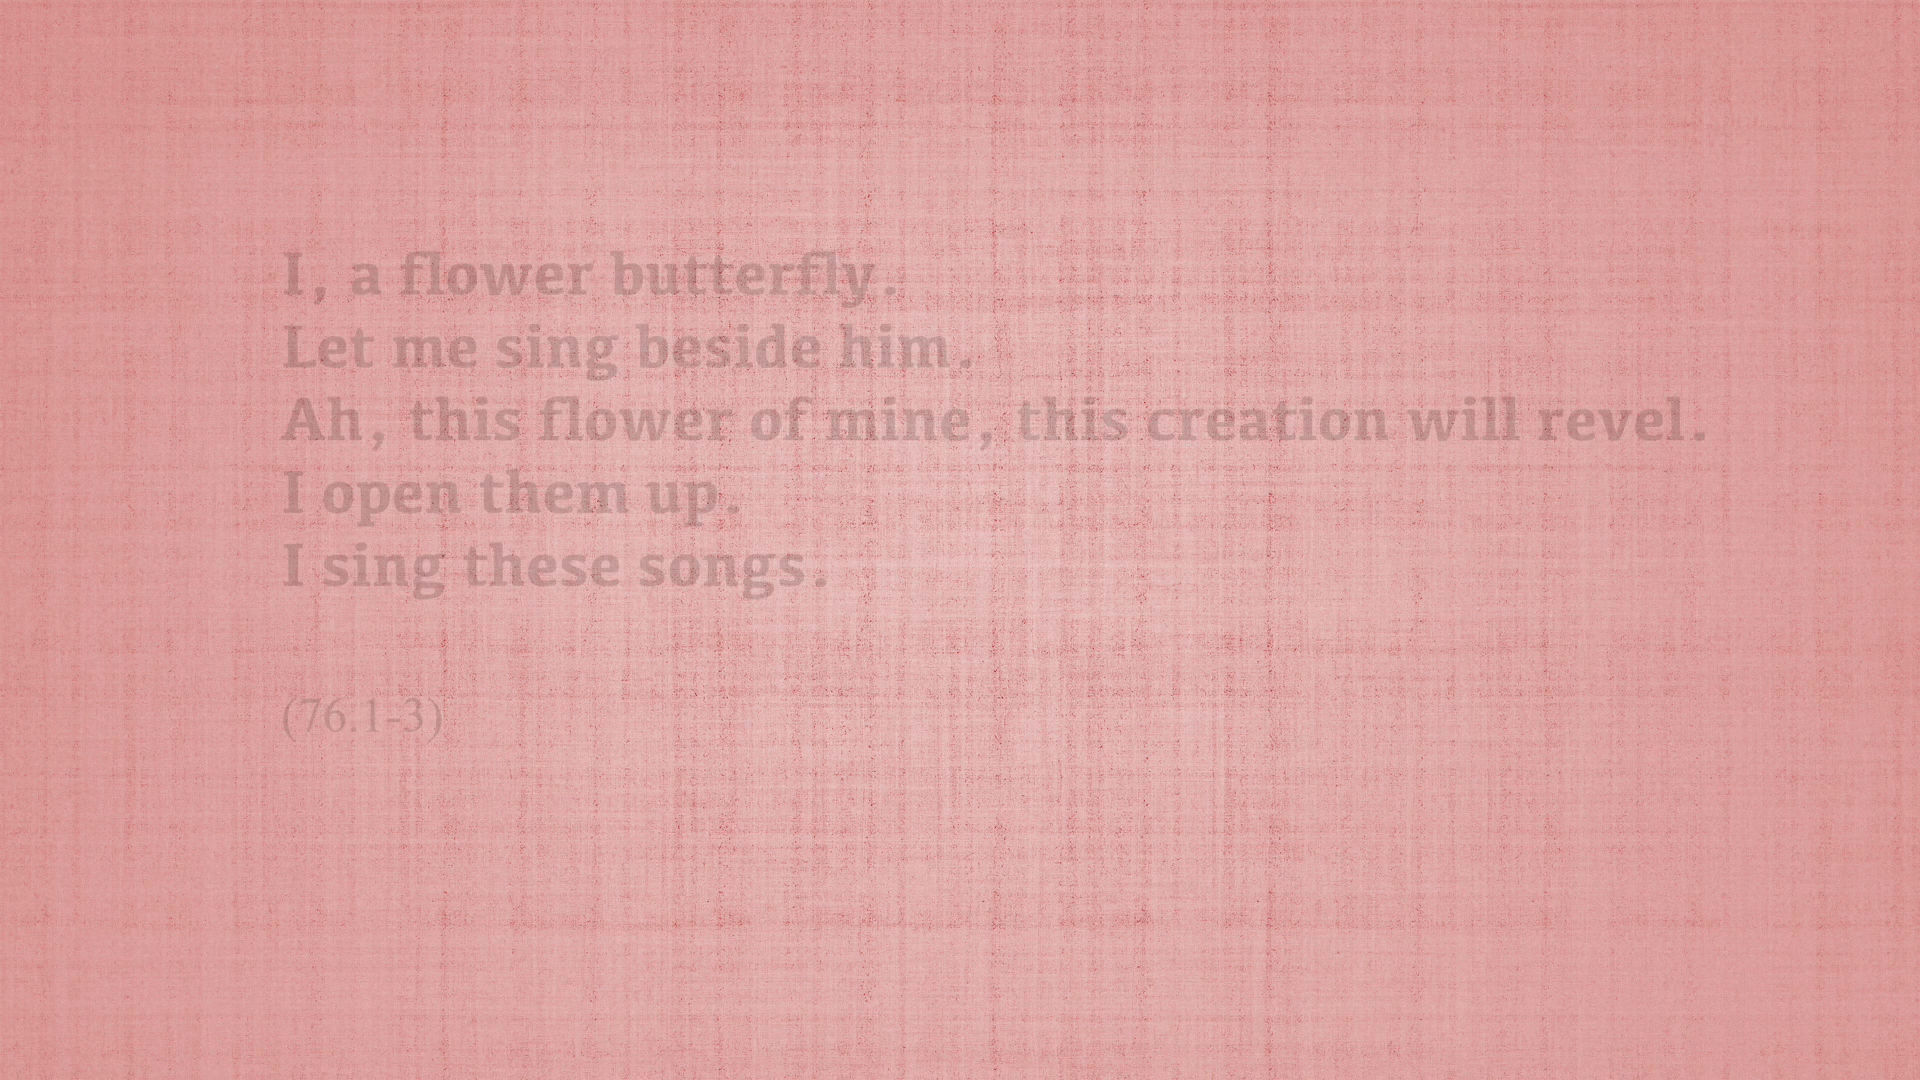 I, a flower butterfly.
Let me sing beside him.
Ah, this flower of mine, this creation will revel.
I open them up.
I sing these songs.
(76.1-3)